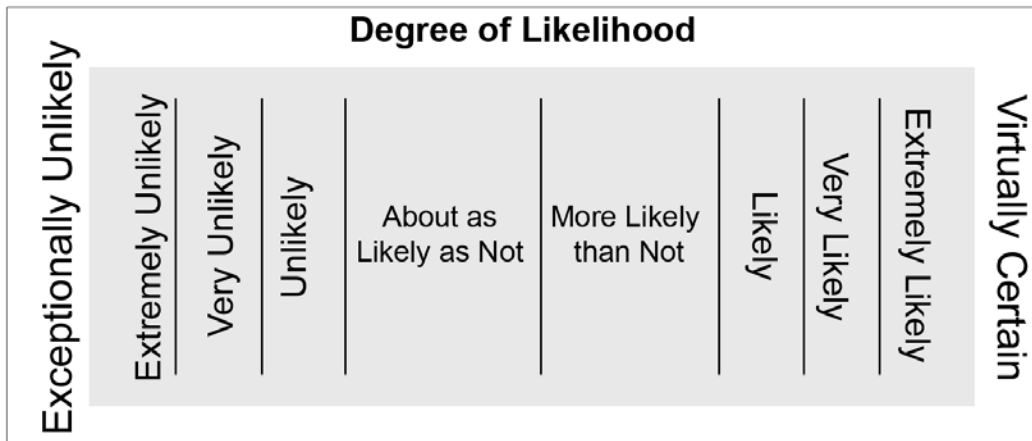 Degree of Likelihood
Exceptionally Unlikely
Extremely Unlikely
Very Unlikely
Unlikely
About as
Likely as Not
More Likely
than Not
Likely
Very Likely
Extremely Likely
Virtually Certain